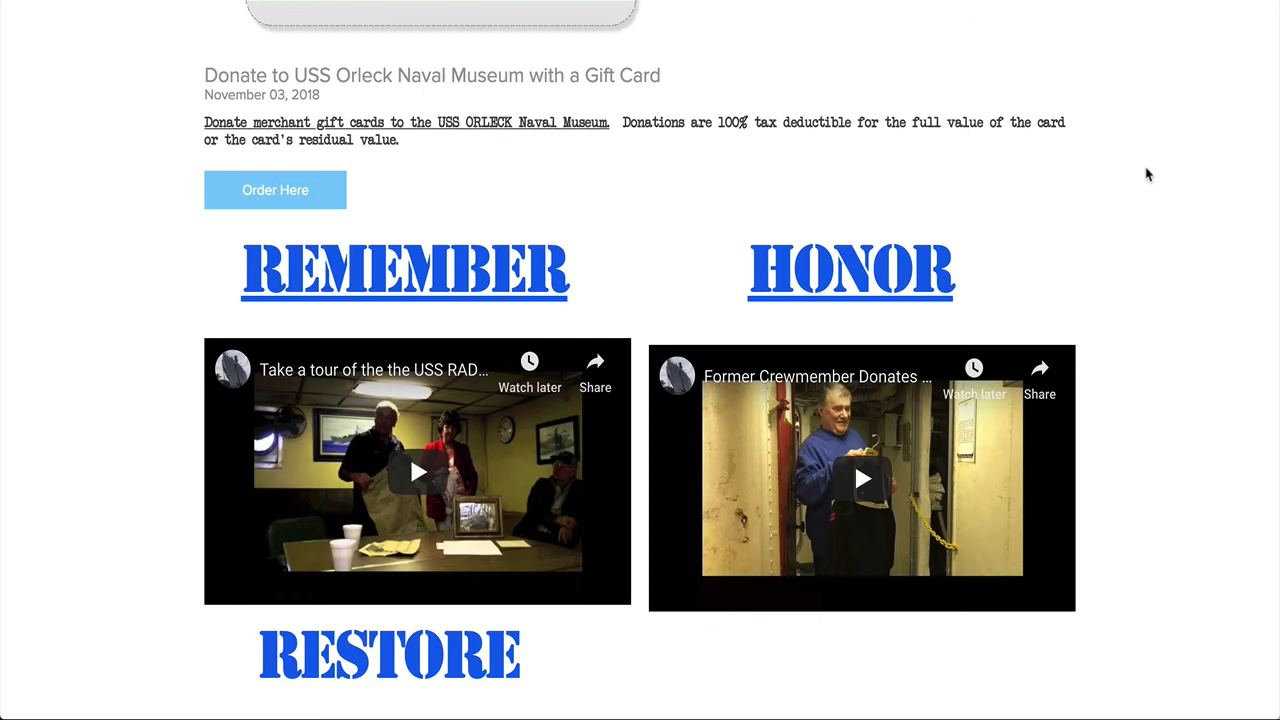 Donate to USS Orleck Naval Museum with a Gift Card
November 03, 2018
Donate merchant gift cards to the USS ORLECK Naval Museum.  Donations are 100% tax deductible for the full value of the card
or the card's residual value.
Order Here
REMEMBER
HONOR
Take a tour of the the USS RAD...
Watch later
Share
Former Crewmember Donates ...
Watch later
Share
RESTORE